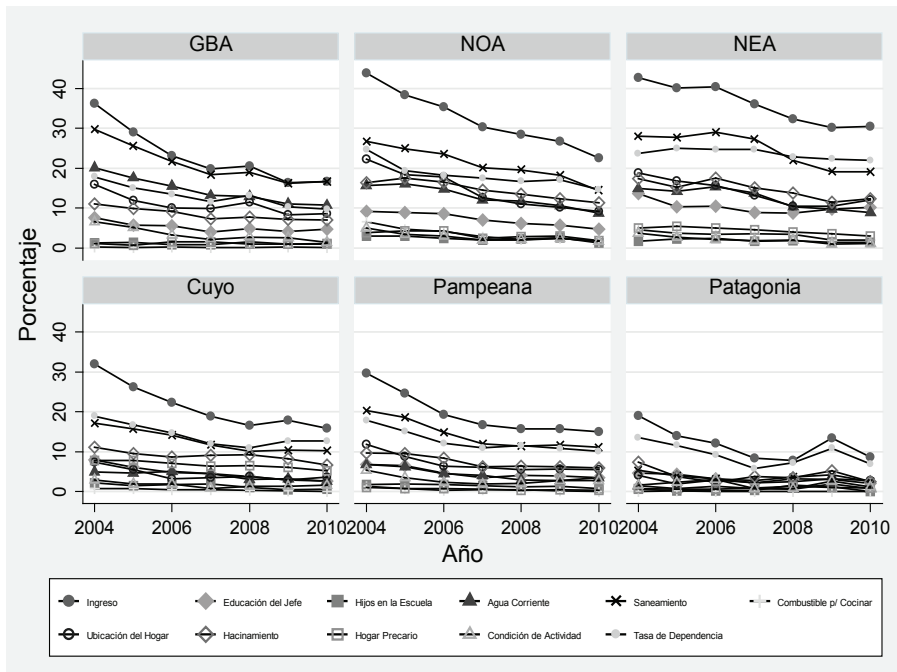 GBA NOA NEA
40
30
20
10
0
Cuyo Pampeana Patagonia
40
30
20
10
0
Porcentaje
2004 2006 2008 2010 2004 2006 2008 2010 2004 2006 2008 2010
Año
Ingreso Educación del Jefe Hijos en la Escuela Agua Corriente Saneamiento Combustible p/ Cocinar
Ubicación del Hogar Hacinamiento Hogar Precario Condición de Actividad Tasa de Dependencia